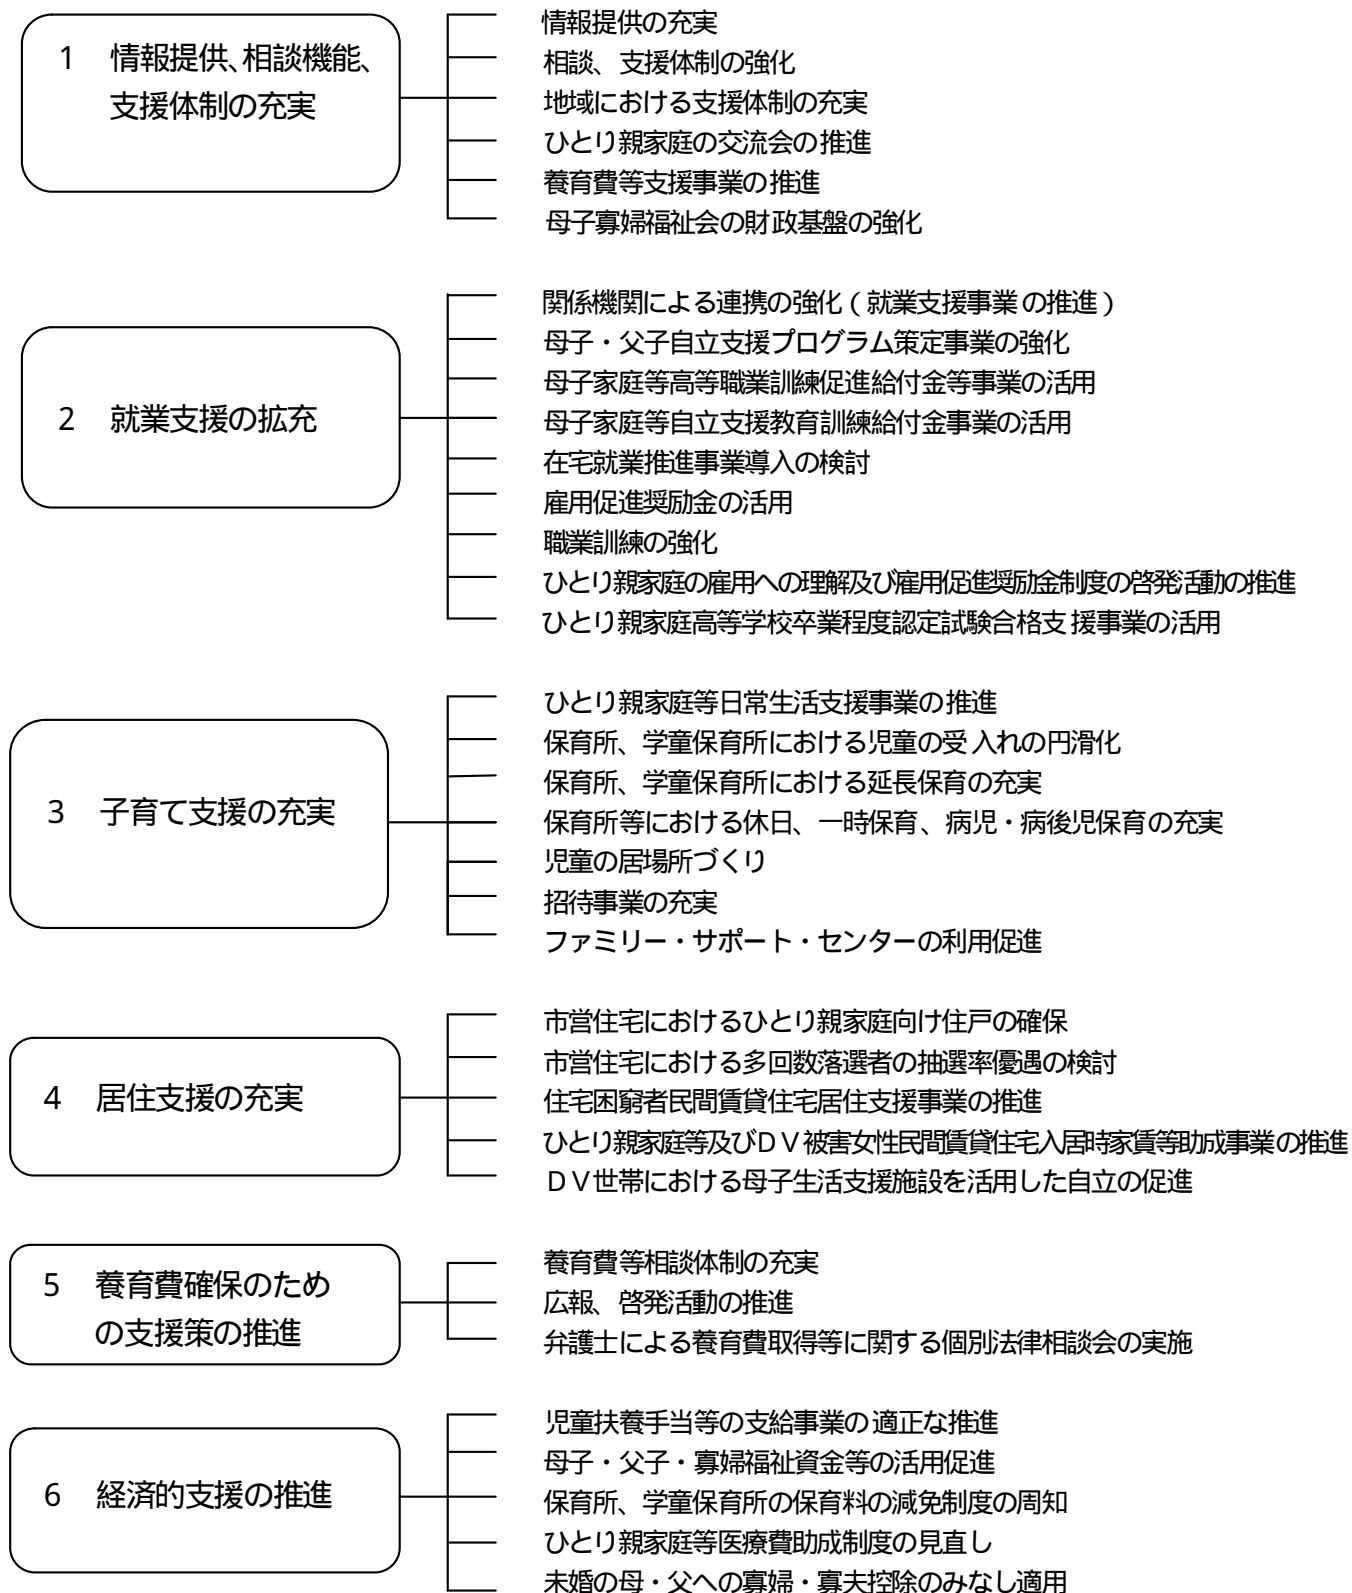 1 情報提供、相談機能、
支援体制の充実
情報提供の充実
相談、支援体制の強化
地域における支援体制の充実
ひとり親家庭の交流会の推進
養育費等支援事業の推進
母子寡婦福祉会の財政基盤の強化
2 就業支援の拡充
関係機関による連携の強化(就業支援事業の推進)
母子・父子自立支援プログラム策定事業の強化
母子家庭等高等職業訓練促進給付金等事業の活用
母子家庭等自立支援教育訓練給付金事業の活用
在宅就業推進事業導入の検討
雇用促進奨励金の活用
職業訓練の強化
ひとり親家庭の雇用への理解及び雇用促進奨励金制度の啓発活動の推進
ひとり親家庭高等学校卒業程度認定試験合格支援事業の活用
3 子育て支援の充実
ひとり親家庭等日常生活支援事業の推進
保育所、学童保育所における児童の受入れの円滑化
保育所、学童保育所における延長保育の充実
保育所等における休日、一時保育、病児・病後児保育の充実
児童の居場所づくり
招待事業の充実
ファミリー・サポート・センターの利用促進
4 居住支援の充実
市営住宅におけるひとり親家庭向け住戸の確保
市営住宅における多回数落選者の抽選率優遇の検討
住宅困窮者民間賃貸住宅居住支援事業の推進
ひとり親家庭等及びDV被害女性民間賃貸住宅入居時家賃等助成事業の推進
DV世帯における母子生活支援施設を活用した自立の促進
5 養育費確保のため
の支援策の推進
養育費等相談体制の充実
広報、啓発活動の推進
弁護士による養育費取得等に関する個別法律相談会の実施
6 経済的支援の推進
児童扶養手当等の支給事業の適正な推進
母子・父子・寡婦福祉資金等の活用促進
保育所、学童保育所の保育料の減免制度の周知
ひとり親家庭等医療費助成制度の見直し
未婚の母・父への寡婦・寡夫控除のみなし適用